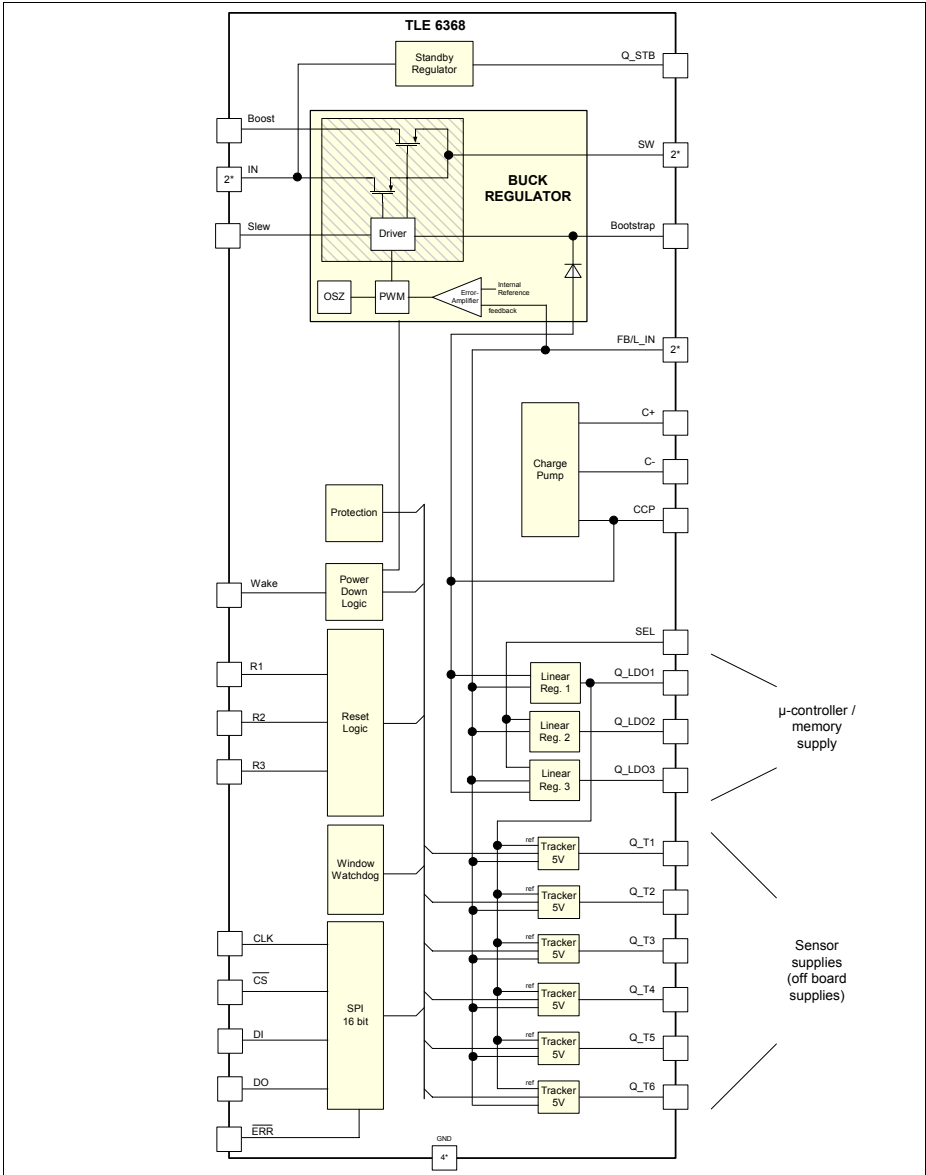 TLE 6368
Standby
Regulator
Q_STB
Boost
SW
2*
IN
2*
BUCK
REGULATOR
Slew
Driver
Bootstrap
OSZ
PWM
Error-
Amplifier
Internal
Reference
feedback
FB/L_IN
2*
C+
Charge
Pump
C-
CCP
Protection
Wake
Power
Down
Logic
SEL
R1
Linear
Reg. 1
Q_LDO1
R2
Reset
Logic
Linear
Reg. 2
Q_LDO2
µ-controller /
memory
supply
R3
Linear
Reg. 3
Q_LDO3
Window
Watchdog
ref
Tracker
5V
Q_T1
ref
Tracker
5V
Q_T2
CLK
ref
Tracker
5V
Q_T3
Sensor
supplies
(off board
supplies)
C̅S̅
SPI
16 bit
ref
Tracker
5V
Q_T4
DI
ref
Tracker
5V
Q_T5
DO
ref
Tracker
5V
Q_T6
E̅R̅R̅
GND
4*